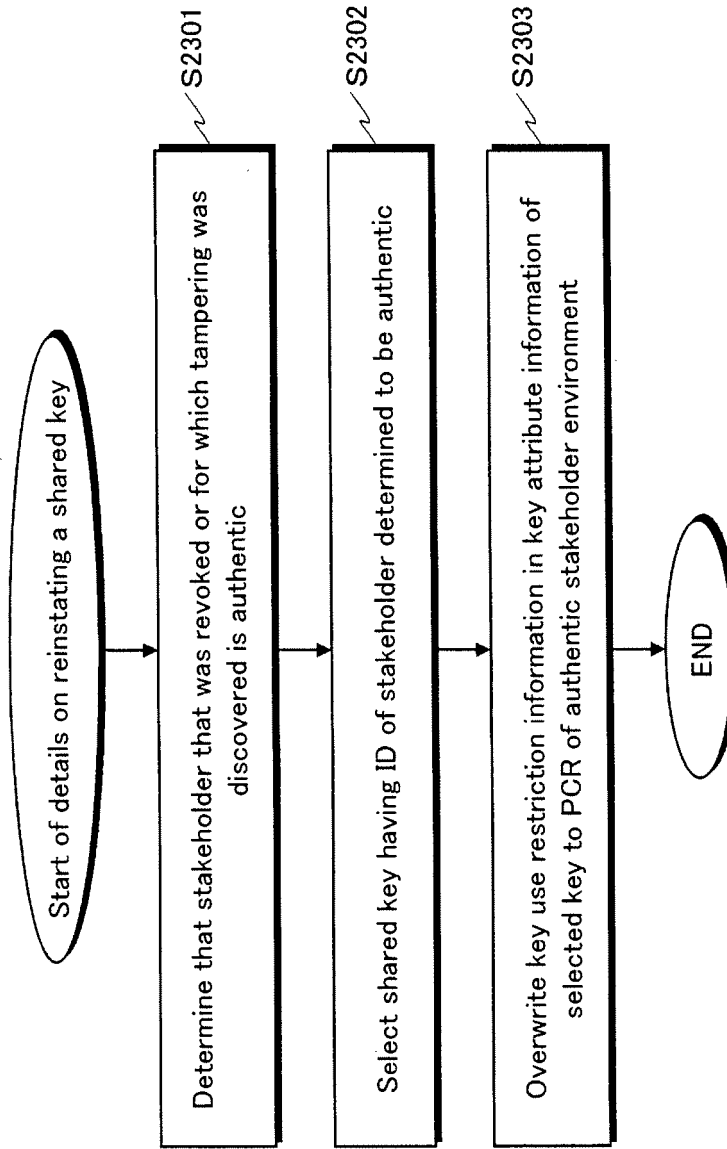 Start of details on reinstating a shared key
Determine that stakeholder that was revoked or for which tampering was
discovered is authentic
S2301
Select shared key having ID of stakeholder determined to be authentic
S2302
Overwrite key use restriction information in key attribute information of
selected key to PCR of authentic stakeholder environment
S2303
END